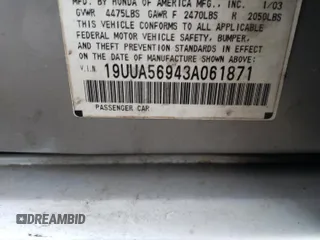 MFD. BY HONDA OF AMERICA MFG., INC. 1/03
GVWR 4475LBS GAWR F 2470LBS R 2050LBS
THIS VEHICLE CONFORMS TO ALL APPLICABLE
FEDERAL MOTOR VEHICLE SAFETY, BUMPER,
AND THEFT PREVENTION STANDARDS IN EFFECT
ON THE DATE OF MANUFACTURE SHOWN ABOVE.
V.I.N. 19UUA56943A061871
PASSENGER CAR
DREAMBID